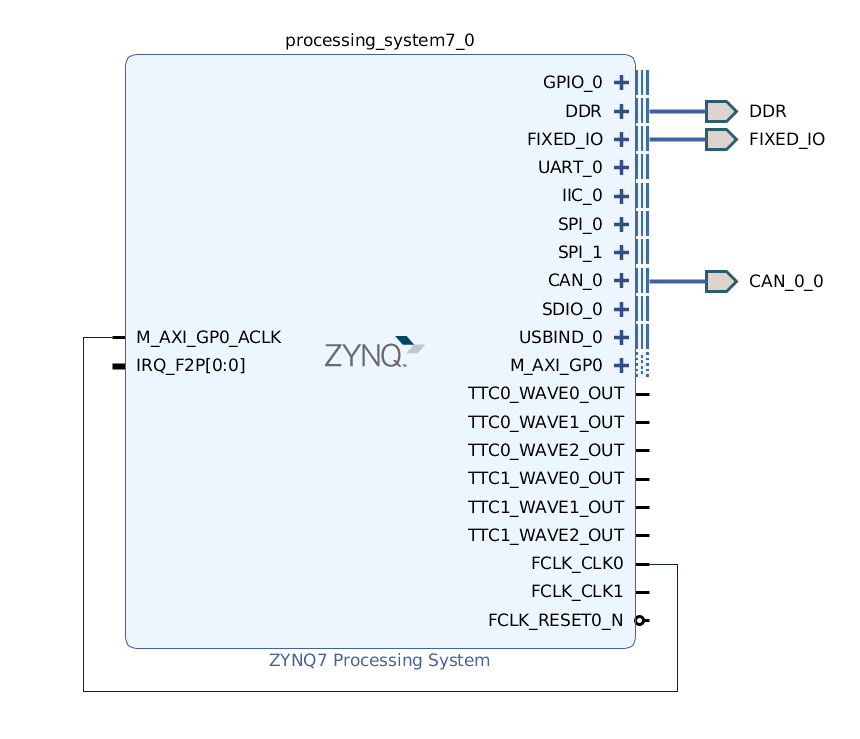 processing_system7_0
GPIO_0
DDR
DDR
FIXED_IO
FIXED_IO
UART_0
IIC_0
SPI_0
SPI_1
CAN_0
CAN_0_0
SDIO_0
M_AXI_GP0_ACLK
ZYNQ
USBIND_0
IRQ_F2P[0:0]
M_AXI_GP0
TTC0_WAVE0_OUT
TTC0_WAVE1_OUT
TTC0_WAVE2_OUT
TTC1_WAVE0_OUT
TTC1_WAVE1_OUT
TTC1_WAVE2_OUT
FCLK_CLK0
FCLK_CLK1
FCLK_RESET0_N
ZYNQ7 Processing System